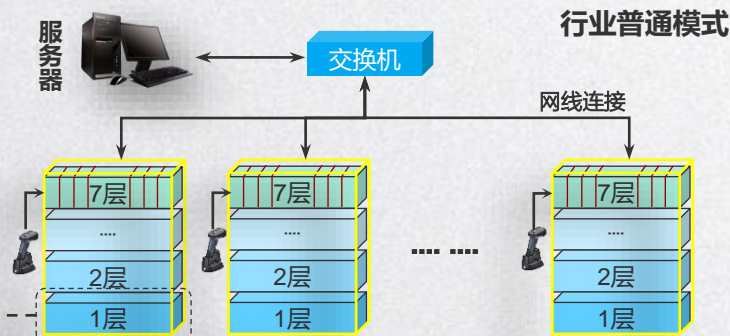 行业普通模式
服务器
交换机
网线连接
7层
....
2层
1层
7层
....
2层
1层
.... ....
7层
....
2层
1层